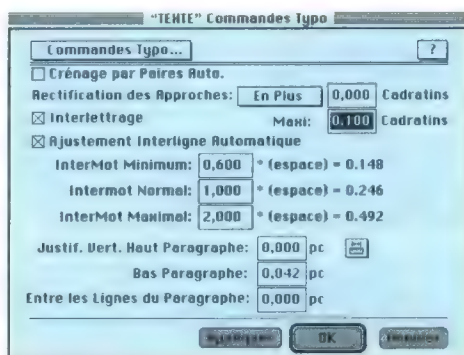 “TEXTE” Commandes Typo
Commandes Typo... ?
Crénage par Paires Auto.
Rectification des Approches: En Plus 0,000 Cadratins
Interlettrage Maxi: 0,100 Cadratins
Ajustement Interligne Automatique
InterMot Minimum: 0,600 * (espace) = 0.148
Intermot Normal: 1,000 * (espace) = 0.246
InterMot Maximal: 2,000 * (espace) = 0.492
Justif. Vert. Haut Paragraphe: 0,000 pc
Bas Paragraphe: 0,042 pc
Entre les Lignes du Paragraphe: 0,000 pc
OK